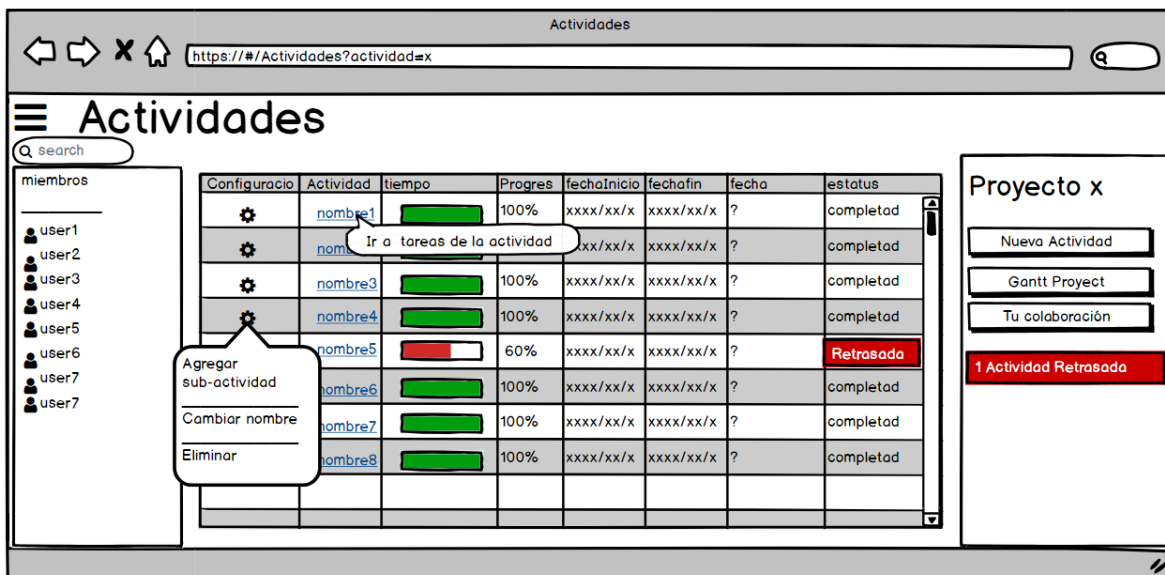 Actividades
https://#/Actividades?actividad=x
Actividades
search
miembros
user1
user2
user3
user4
user5
user6
user7
user7
Configuracio Actividad tiempo Progres fechaInicio fechafin fecha estatus
nombre1 100% xxxx/xx/x xxxx/xx/x ? completad
Ir a tareas de la actividad
xxx/xx/x ? completad
nombre3 100% xxxx/xx/x xxxx/xx/x ? completad
nombre4 100% xxxx/xx/x xxxx/xx/x ? completad
nombre5 60% xxxx/xx/x xxxx/xx/x ? Retrasada
nombre6 100% xxxx/xx/x xxxx/xx/x ? completad
nombre7 100% xxxx/xx/x xxxx/xx/x ? completad
nombre8 100% xxxx/xx/x xxxx/xx/x ? completad
Agregar
sub-actividad
Cambiar nombre
Eliminar
Proyecto x
Nueva Actividad
Gantt Proyect
Tu colaboración
1 Actividad Retrasada